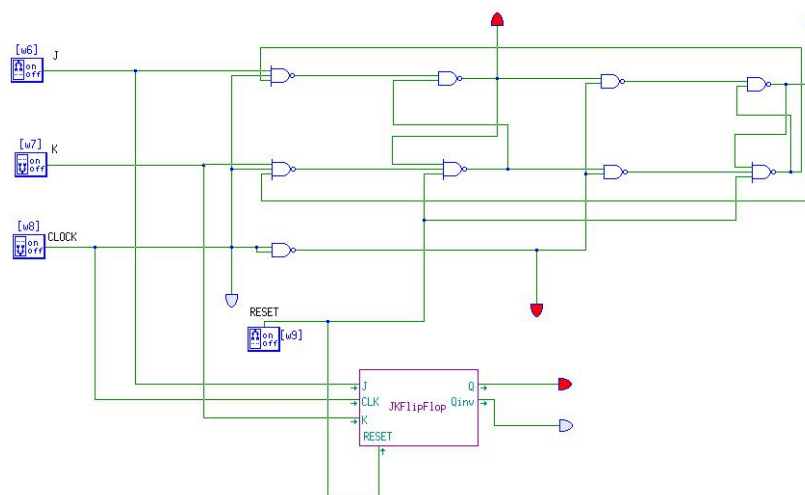 [w6]
J
on
off
[w7]
K
on
off
[w8]
CLOCK
on
off
RESET
on
off
[w9]
J
Q
CLK
JKFlipFlop
Qinv
K
RESET